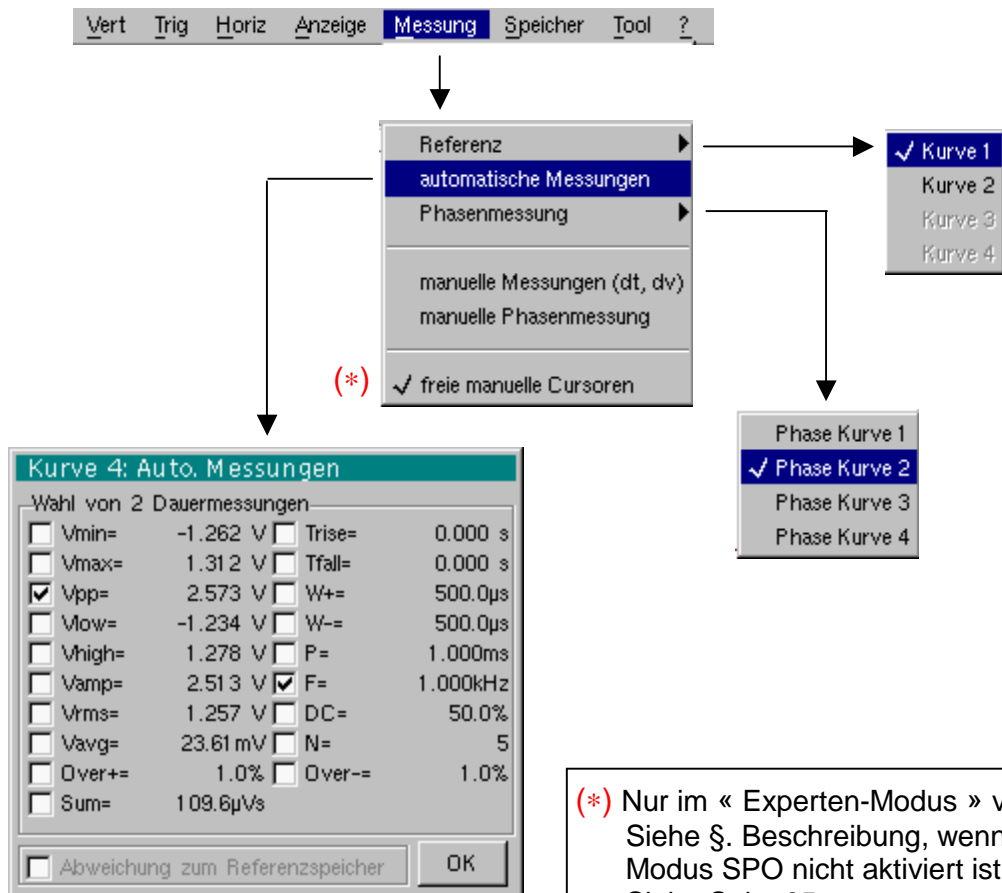 Vert Trig Horiz Anzeige Messung Speicher Tool ?
Referenz
automatische Messungen
Phasenmessung
manuelle Messungen (dt, dv)
manuelle Phasenmessung
(*) ✓ freie manuelle Cursoren
✓ Kurve 1
Kurve 2
Kurve 3
Kurve 4
Phase Kurve 1
✓ Phase Kurve 2
Phase Kurve 3
Phase Kurve 4
Kurve 4: Auto. Messungen
Wahl von 2 Dauermessungen
Vmin= -1.262 V Trise= 0.000 s
Vmax= 1.312 V Tfall= 0.000 s
Vpp= 2.573 V W+= 500.0µs
Vlow= -1.234 V W-= 500.0µs
Vhigh= 1.278 V P= 1.000ms
Vamp= 2.513 V F= 1.000kHz
Vrms= 1.257 V DC= 50.0%
Vavg= 23.61mV N= 5
Over+= 1.0% Over-= 1.0%
Sum= 109.6µVs
Abweichung zum Referenzspeicher OK
(*) Nur im « Experten-Modus »
Siehe §. Beschreibung, wenn
Modus SPO nicht aktiviert ist